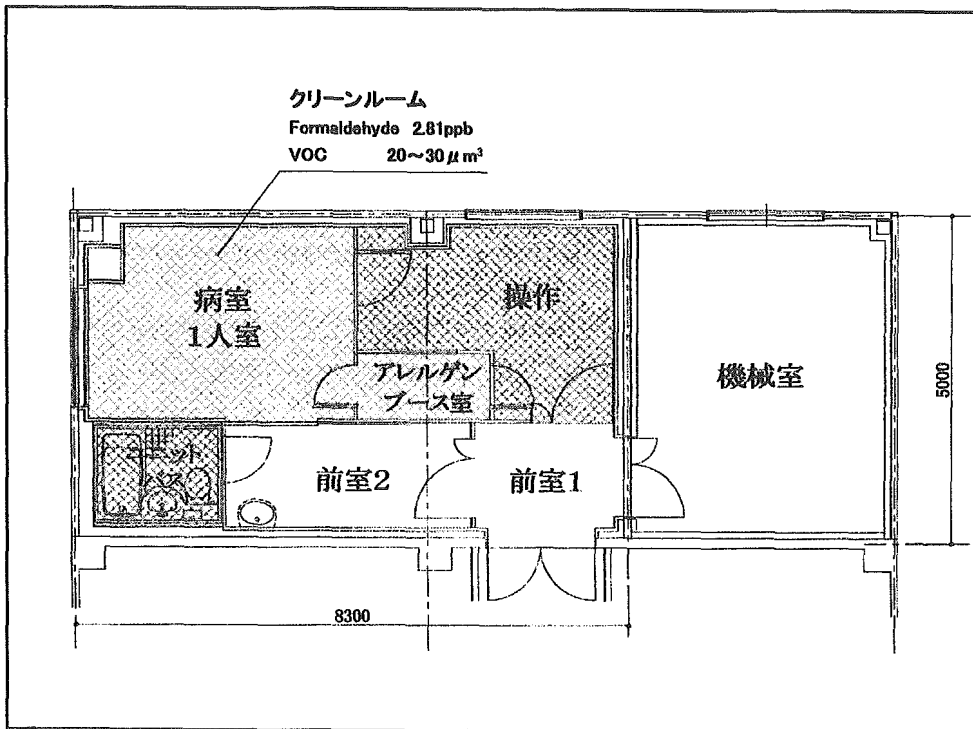 クリーンルーム
Formaldehyde 2.81ppb
VOC 20～30μm³
病室
1人室
操作
アレルゲン
ブース室
機械室
ユニット
バス
前室2
前室1
5000
8300